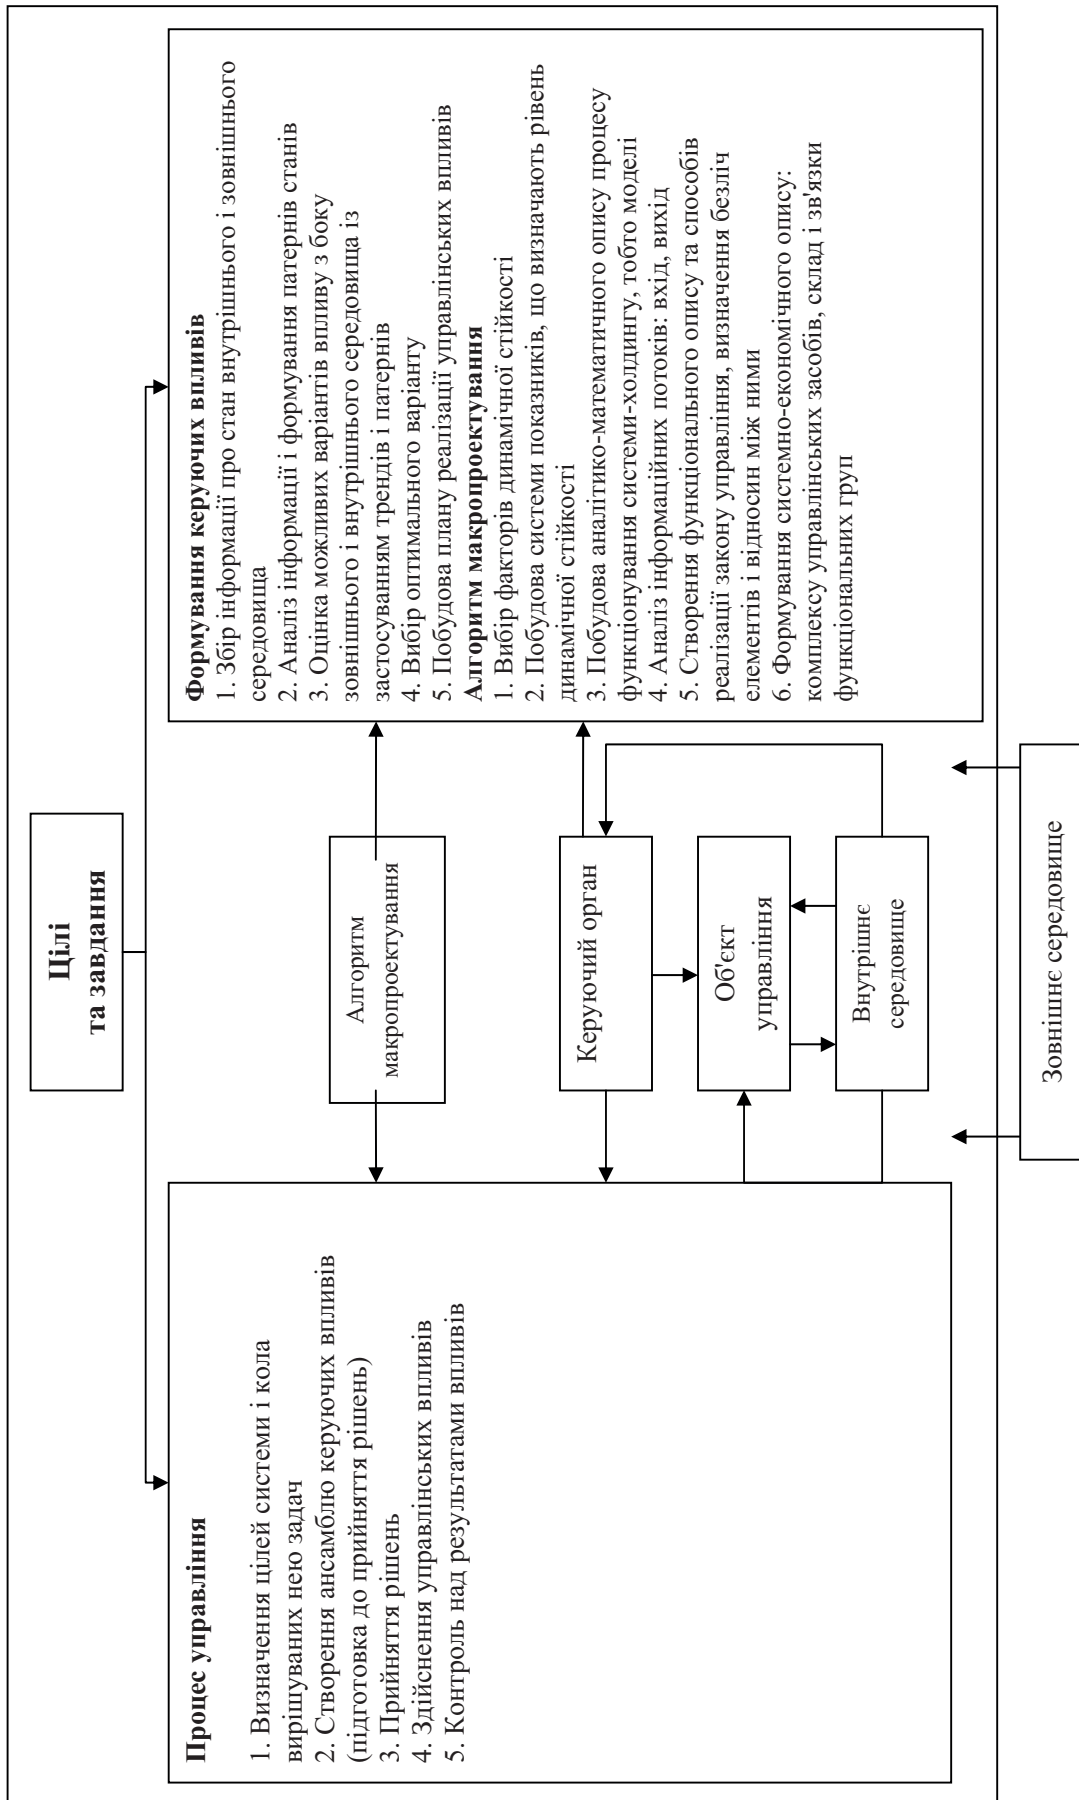 Цілі
та завдання
Процес управління
1. Визначення цілей системи і кола
вирішуваних нею задач
2. Створення ансамблю керуючих впливів
(підготовка до прийняття рішень)
3. Прийняття рішень
4. Здійснення управлінських впливів
5. Контроль над результатами впливів
Алгоритм
макропроектування
Керуючий орган
Об'єкт
управління
Внутрішнє
середовище
Формування керуючих впливів
1. Збір інформації про стан внутрішнього і зовнішнього
середовища
2. Аналіз інформації і формування патернів станів
3. Оцінка можливих варіантів впливу з боку
зовнішнього і внутрішнього середовища із
застосуванням трендів і патернів
4. Вибір оптимального варіанту
5. Побудова плану реалізації управлінських впливів
Алгоритм макропроектування
1. Вибір факторів динамічної стійкості
2. Побудова системи показників, що визначають рівень
динамічної стійкості
3. Побудова аналітико-математичного опису процесу
функціонування системи-холдингу, тобто моделі
4. Аналіз інформаційних потоків: вхід, вихід
5. Створення функціонального опису та способів
реалізації закону управління, визначення безліч
елементів і відносин між ними
6. Формування системно-економічного опису:
комплексу управлінських засобів, склад і зв'язки
функціональних груп
Зовнішнє середовище